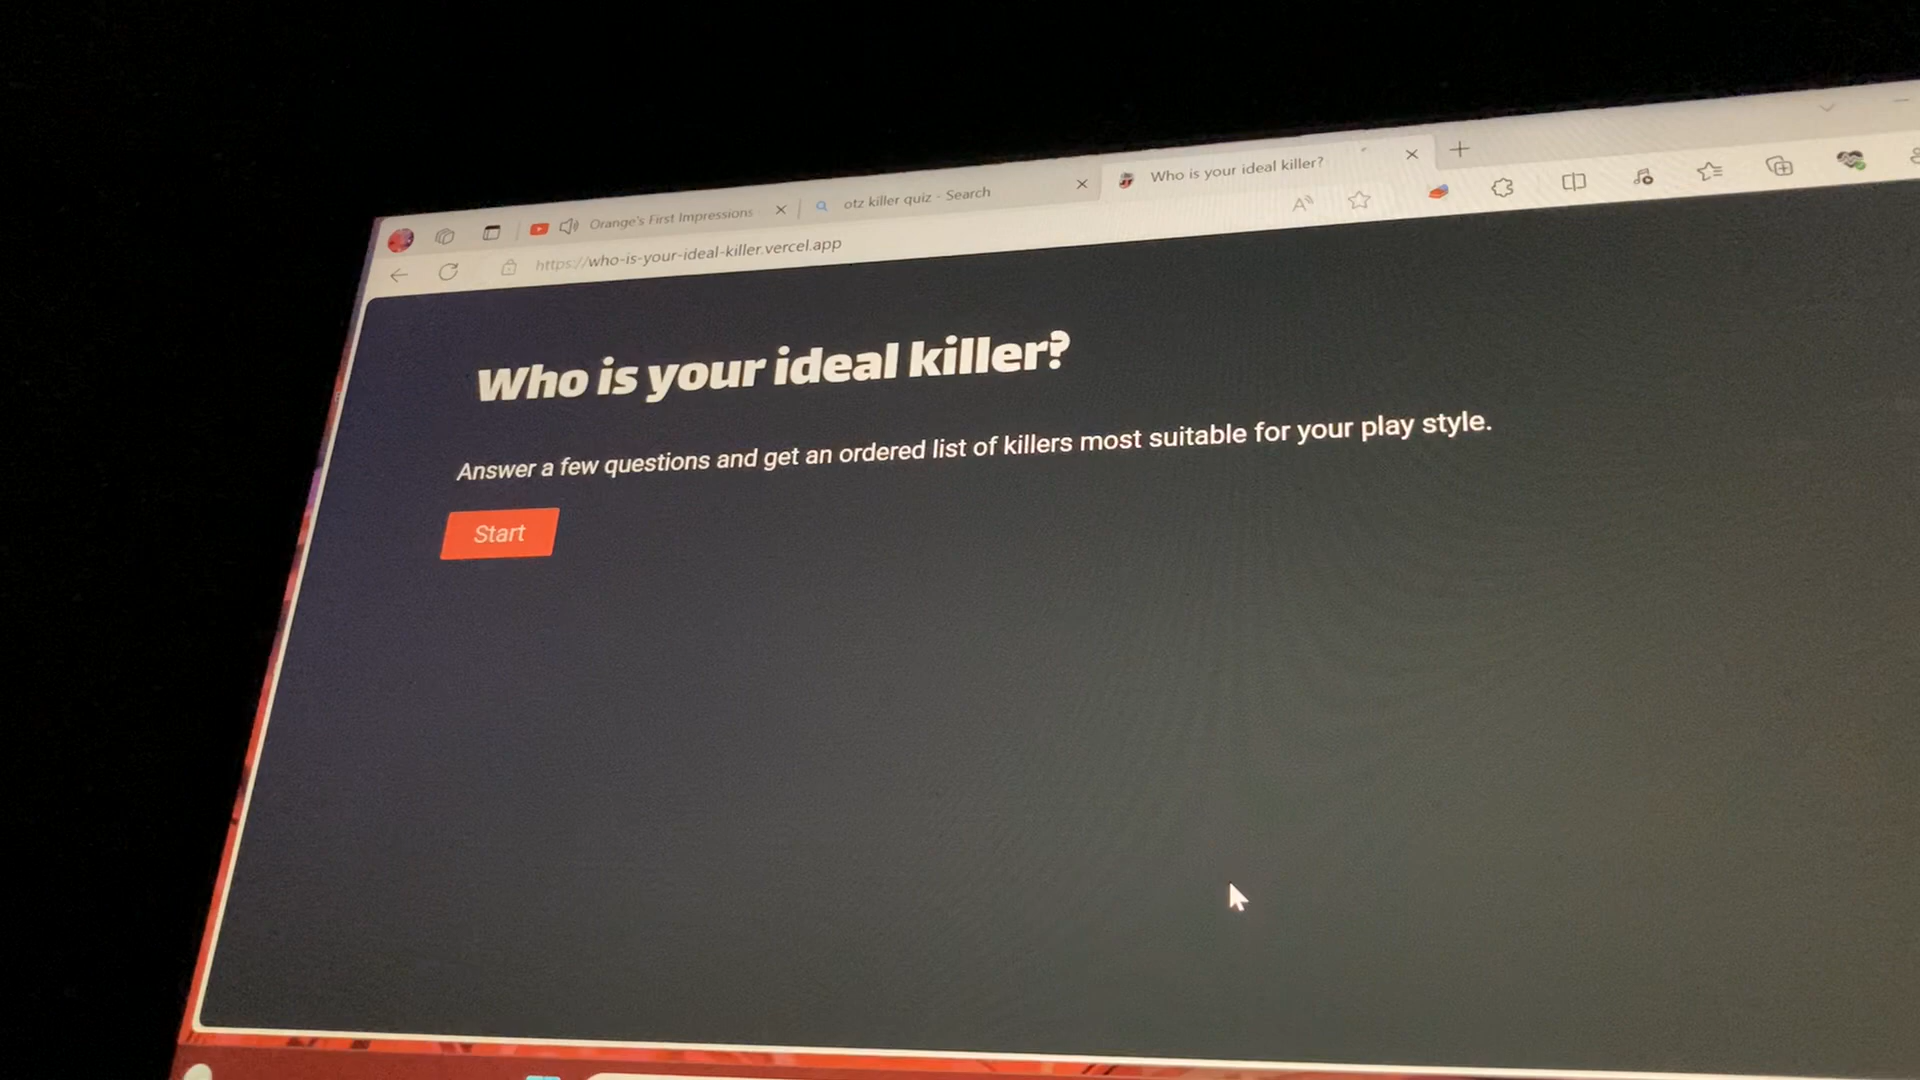 Orange's First Impressions
otz killer quiz - Search
Who is your ideal killer?
https://who-is-your-ideal-killer.vercel.app
Who is your ideal killer?
Answer a few questions and get an ordered list of killers most suitable for your play style.
Start